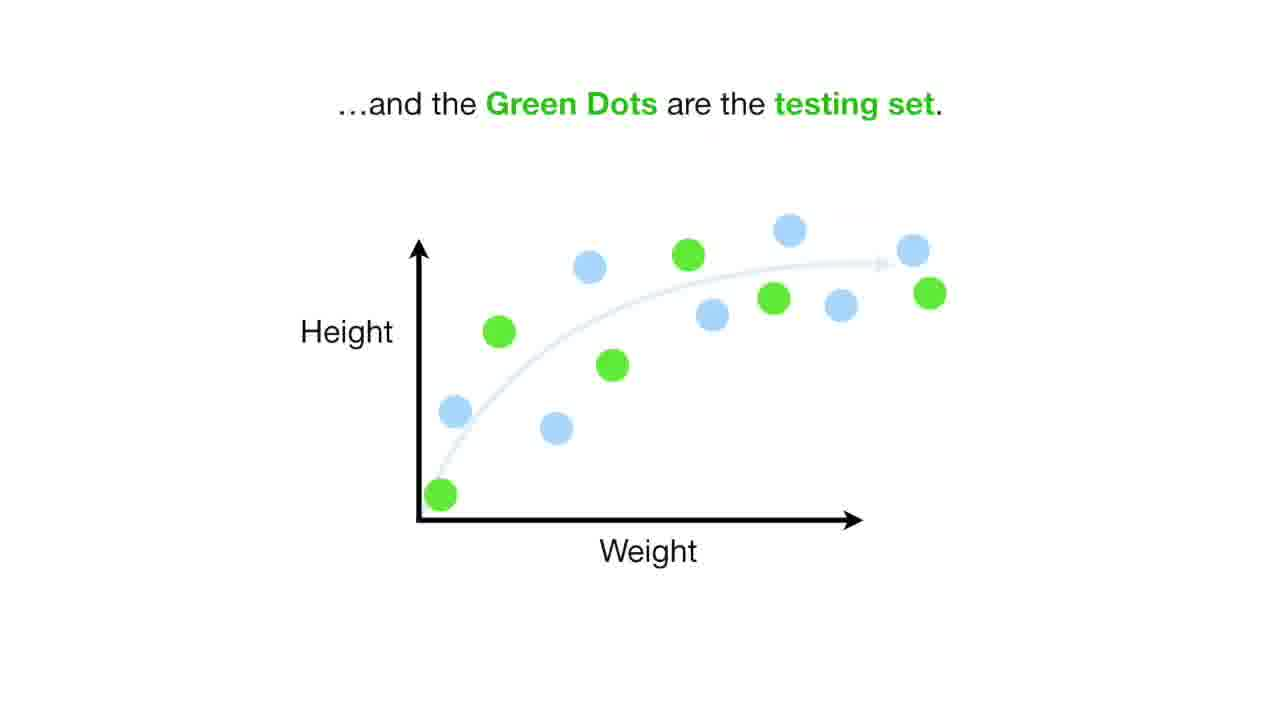 …and the Green Dots are the testing set.
Height
Weight